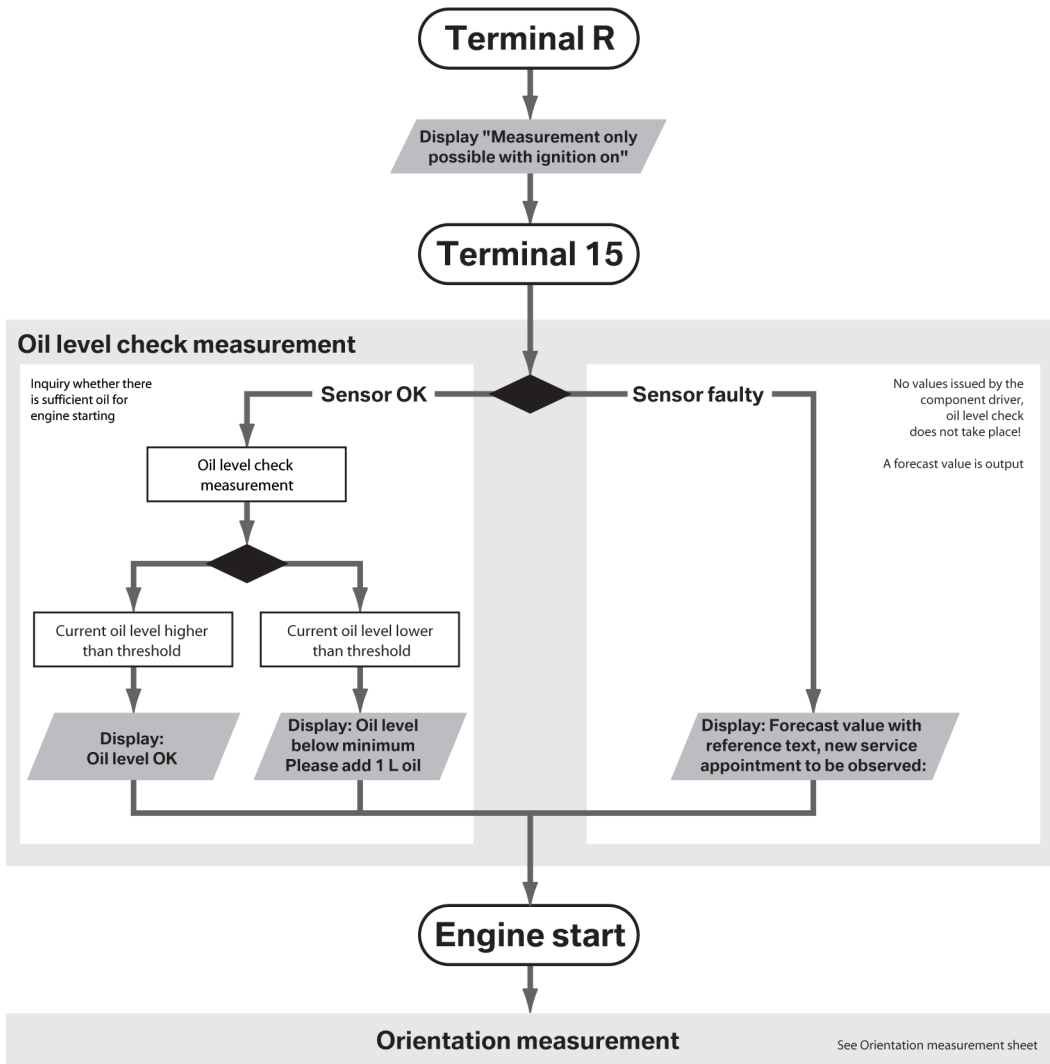 Terminal R
Display "Measurement only
possible with ignition on"
Terminal 15
Oil level check measurement
Inquiry whether there
is sufficient oil for
engine starting
Sensor OK
Sensor faulty
No values issued by the
component driver,
oil level check
does not take place!
A forecast value is output
Oil level check
measurement
Current oil level higher
than threshold
Current oil level lower
than threshold
Display:
Oil level OK
Display: Oil level
below minimum
Please add 1 L oil
Display: Forecast value with
reference text, new service
appointment to be observed:
Engine start
Orientation measurement
See Orientation measurement sheet